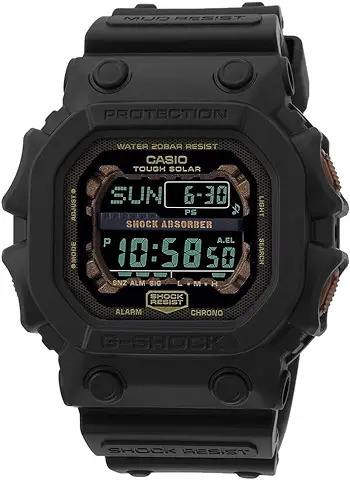 MUD RESIST
PROTECTION
WATER 20BAR RESIST
CASIO
TOUGH SOLAR
ADJUST
LIGHT
SUN 6-30
PS
SHOCK ABSORBER
P 10:58 50
A.EL
MODE
SEARCH
SNZ ALM SIG L M H
SHOCK
RESIST
ALARM CHRONO
G-SHOCK
SHOCK RESIST